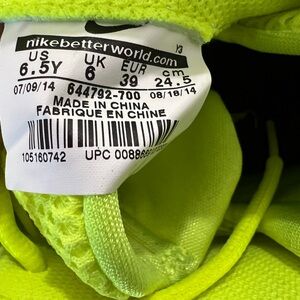 nikebetterworld.com Y3
US UK EUR cm
6.5Y 6 39 24.5
07/09/14 644792-700 08/18/14
MADE IN CHINA
FABRIQUE EN CHINE
105160742 UPC